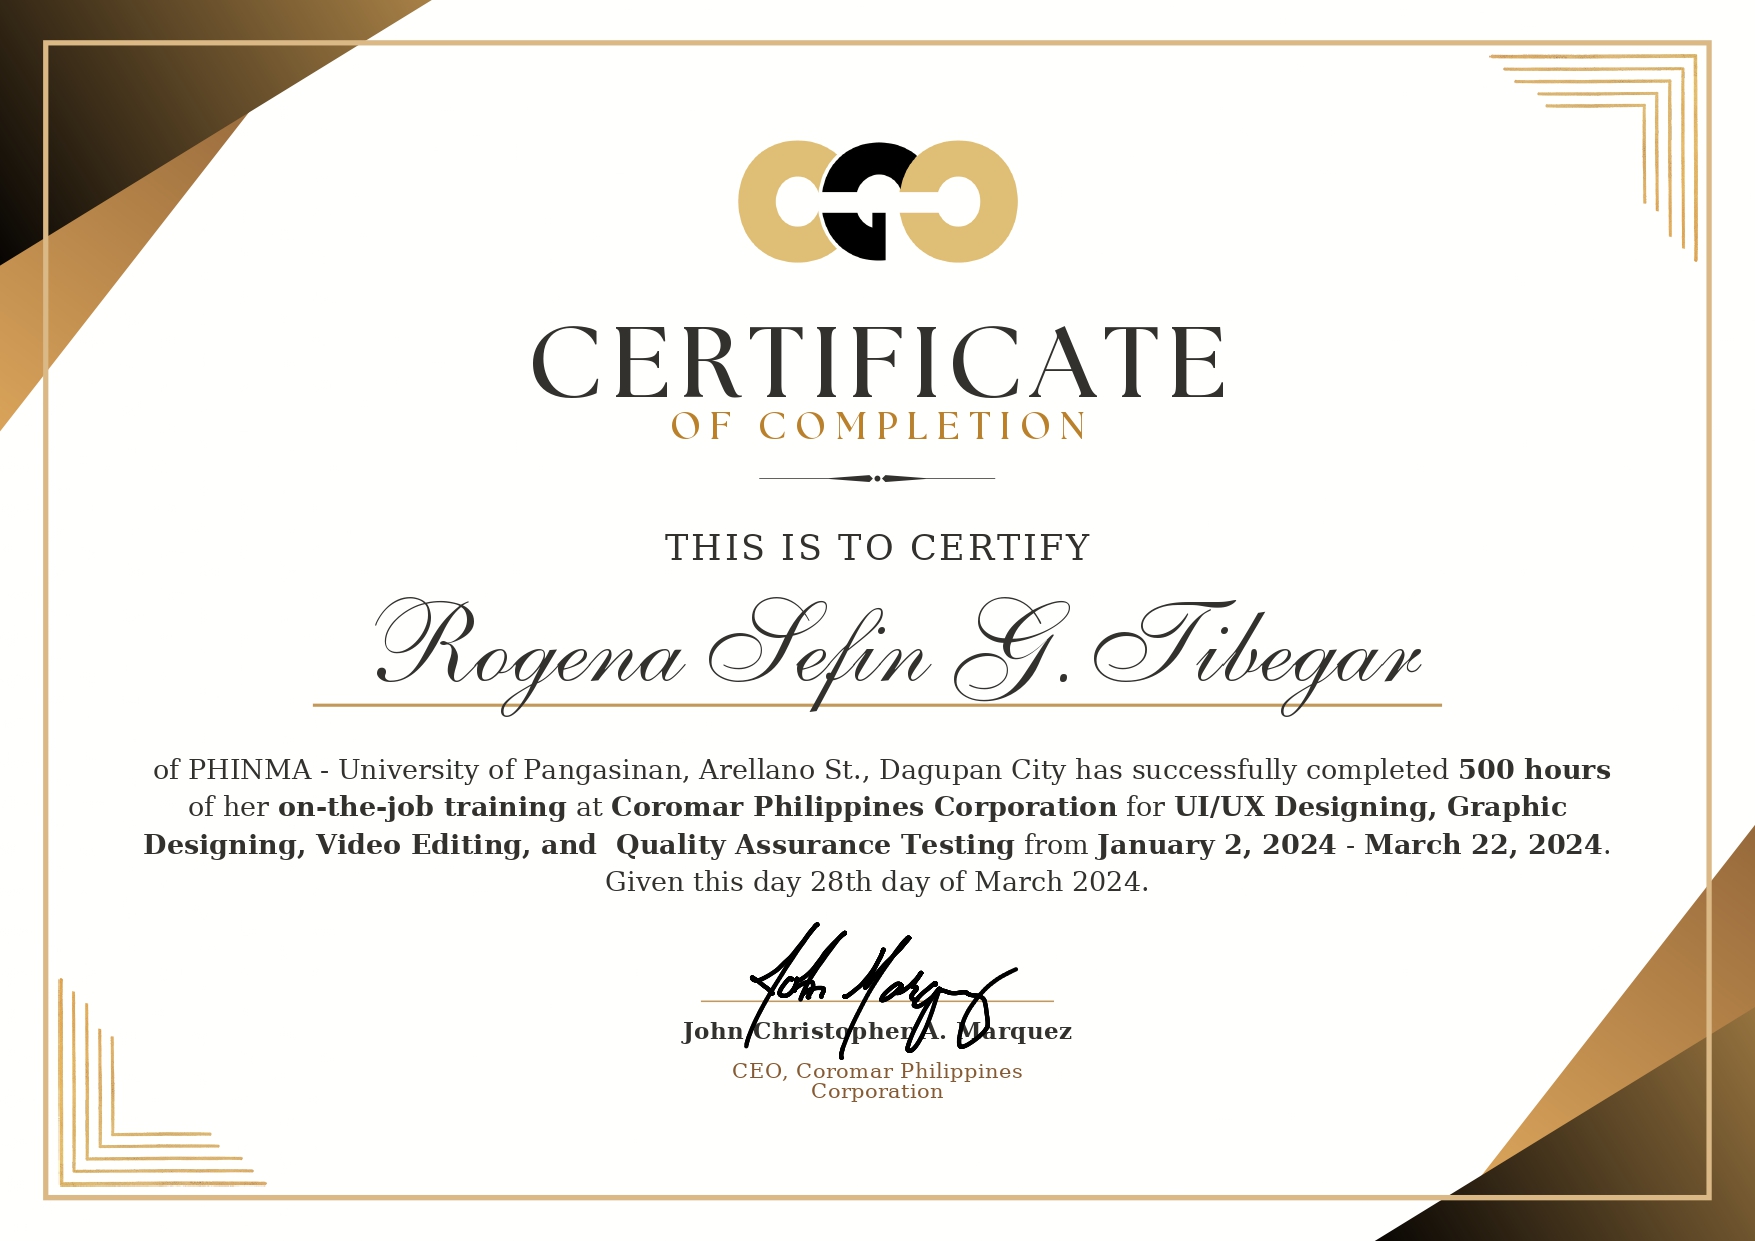 CERTIFICATE
OF COMPLETION
THIS IS TO CERTIFY
Rogena Sefin G. Tibegar
of PHINMA - University of Pangasinan, Arellano St., Dagupan City has successfully completed 500 hours
of her on-the-job training at Coromar Philippines Corporation for UI/UX Designing, Graphic
Designing, Video Editing, and  Quality Assurance Testing from January 2, 2024 - March 22, 2024.
Given this day 28th day of March 2024.
John Christopher A. Marquez
CEO, Coromar Philippines
Corporation